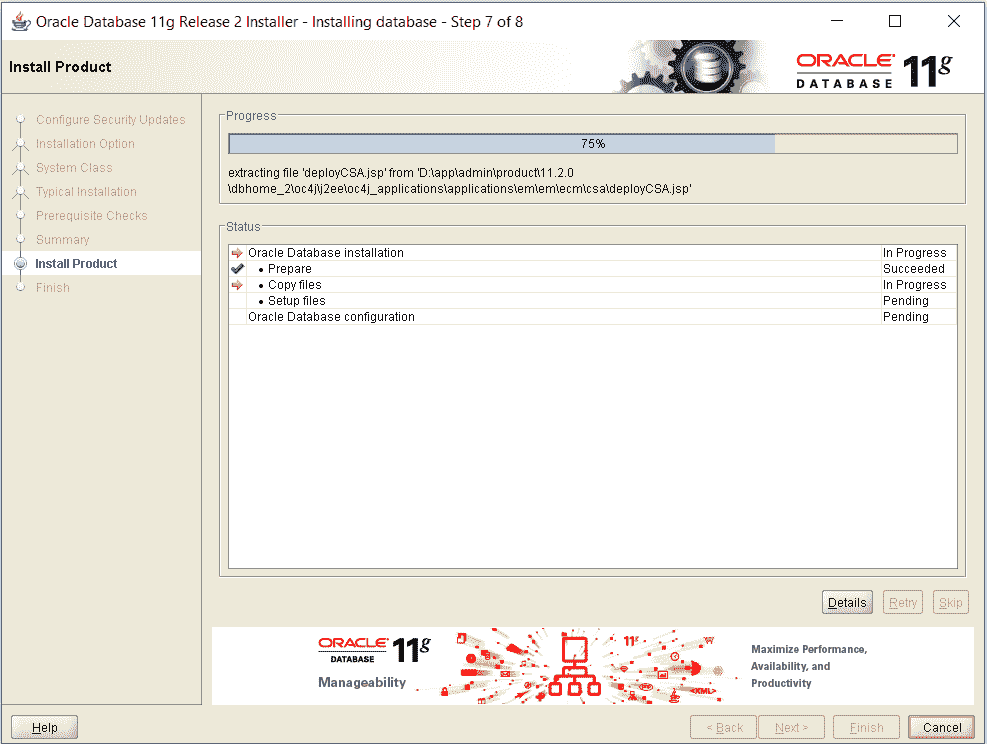 Oracle Database 11g Release 2 Installer - Installing database - Step 7 of 8
Install Product
ORACLE
DATABASE 11g
Configure Security Updates
Installation Option
System Class
Typical Installation
Prerequisite Checks
Summary
Install Product
Finish
Progress
75%
extracting file 'deployCSA.jsp' from 'D:\app\admin\product\11.2.0
\dbhome_2\oc4j\j2ee\oc4j_applications\applications\em\em\ecm\csa\deployCSA.jsp'
Status
Oracle Database installation In Progress
• Prepare Succeeded
• Copy files In Progress
• Setup files Pending
Oracle Database configuration Pending
Details Retry Skip
ORACLE
DATABASE 11g
Manageability
11g
<XML>
Maximize Performance,
Availability, and
Productivity
Help < Back Next > Finish Cancel